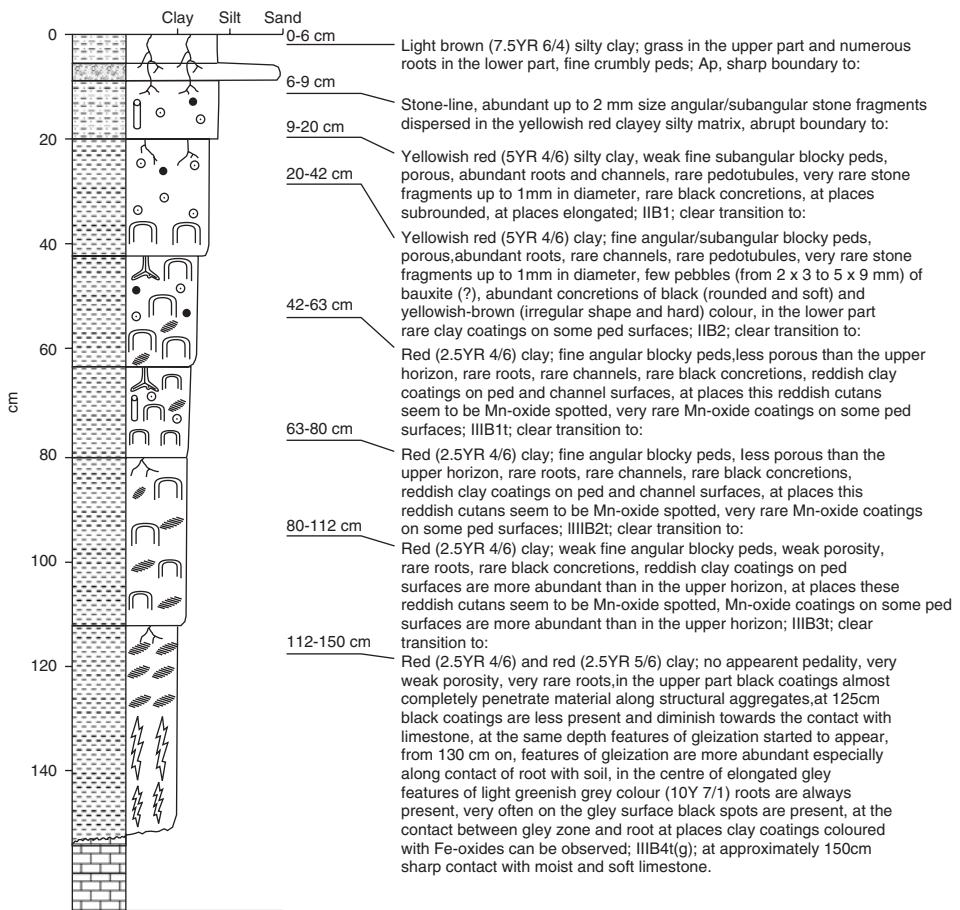 Clay Silt Sand
0
20
40
60
80
100
120
140
cm
0-6 cm
Light brown (7.5YR 6/4) silty clay; grass in the upper part and numerous
roots in the lower part, fine crumbly peds; Ap, sharp boundary to:
6-9 cm
Stone-line, abundant up to 2 mm size angular/subangular stone fragments
dispersed in the yellowish red clayey silty matrix, abrupt boundary to:
9-20 cm
Yellowish red (5YR 4/6) silty clay, weak fine subangular blocky peds,
porous, abundant roots and channels, rare pedotubules, very rare stone
fragments up to 1mm in diameter, rare black concretions, at places
subrounded, at places elongated; IIB1; clear transition to:
20-42 cm
Yellowish red (5YR 4/6) clay; fine angular/subangular blocky peds,
porous,abundant roots, rare channels, rare pedotubules, very rare stone
fragments up to 1mm in diameter, few pebbles (from 2 x 3 to 5 x 9 mm) of
bauxite (?), abundant concretions of black (rounded and soft) and
yellowish-brown (irregular shape and hard) colour, in the lower part
rare clay coatings on some ped surfaces; IIB2; clear transition to:
42-63 cm
Red (2.5YR 4/6) clay; fine angular blocky peds,less porous than the upper
horizon, rare roots, rare channels, rare black concretions, reddish clay
coatings on ped and channel surfaces, at places this reddish cutans
seem to be Mn-oxide spotted, very rare Mn-oxide coatings on some ped
surfaces; IIIB1t; clear transition to:
63-80 cm
Red (2.5YR 4/6) clay; fine angular blocky peds, less porous than the
upper horizon, rare roots, rare channels, rare black concretions,
reddish clay coatings on ped and channel surfaces, at places this
reddish cutans seem to be Mn-oxide spotted, very rare Mn-oxide coatings
on some ped surfaces; IIIIB2t; clear transition to:
80-112 cm
Red (2.5YR 4/6) clay; weak fine angular blocky peds, weak porosity,
rare roots, rare black concretions, reddish clay coatings on ped
surfaces are more abundant than in the upper horizon, at places these
reddish cutans seem to be Mn-oxide spotted, Mn-oxide coatings on some ped
surfaces are more abundant than in the upper horizon; IIIB3t; clear
transition to:
112-150 cm
Red (2.5YR 4/6) and red (2.5YR 5/6) clay; no appearent pedality, very
weak porosity, very rare roots,in the upper part black coatings almost
completely penetrate material along structural aggregates,at 125cm
black coatings are less present and diminish towards the contact with
limestone, at the same depth features of gleization started to appear,
from 130 cm on, features of gleization are more abundant especially
along contact of root with soil, in the centre of elongated gley
features of light greenish grey colour (10Y 7/1) roots are always
present, very often on the gley surface black spots are present, at the
contact between gley zone and root at places clay coatings coloured
with Fe-oxides can be observed; IIIB4t(g); at approximately 150cm
sharp contact with moist and soft limestone.